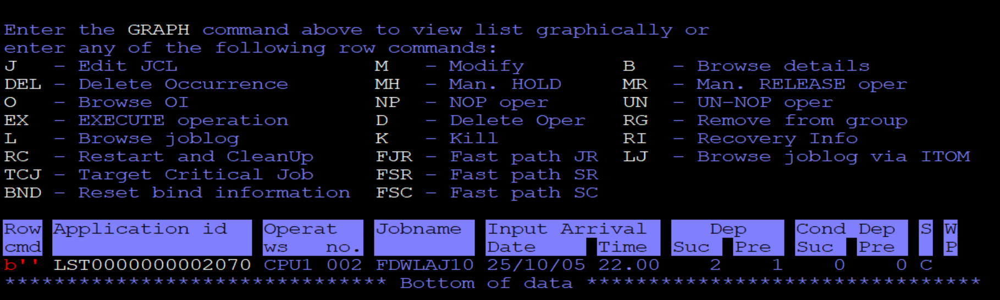 Enter the GRAPH command above to view list graphically or
enter any of the following row commands:
J   - Edit JCL                M   - Modify            B   - Browse details
DEL - Delete Occurrence       MH  - Man. HOLD         MR  - Man. RELEASE oper
O   - Browse OI               NP  - NOP oper          UN  - UN-NOP oper
EX  - EXECUTE operation       D   - Delete Oper       RG  - Remove from group
L   - Browse joblog           K   - Kill              RI  - Recovery Info
RC  - Restart and CleanUp     FJR - Fast path JR      LJ  - Browse joblog via ITOM
TCJ - Target Critical Job     FSR - Fast path SR
BND - Reset bind information  FSC - Fast path SC
Row Application id   Operat   Jobname  Input Arrival     Dep     Cond Dep  S W
cmd                  ws   no.          Date     Time  Suc  Pre   Suc  Pre    P
b'' LST0000000002070 CPU1 002 FDWLAJ10 25/10/05 22.00    2    1    0    0 C
******************************* Bottom of data ********************************